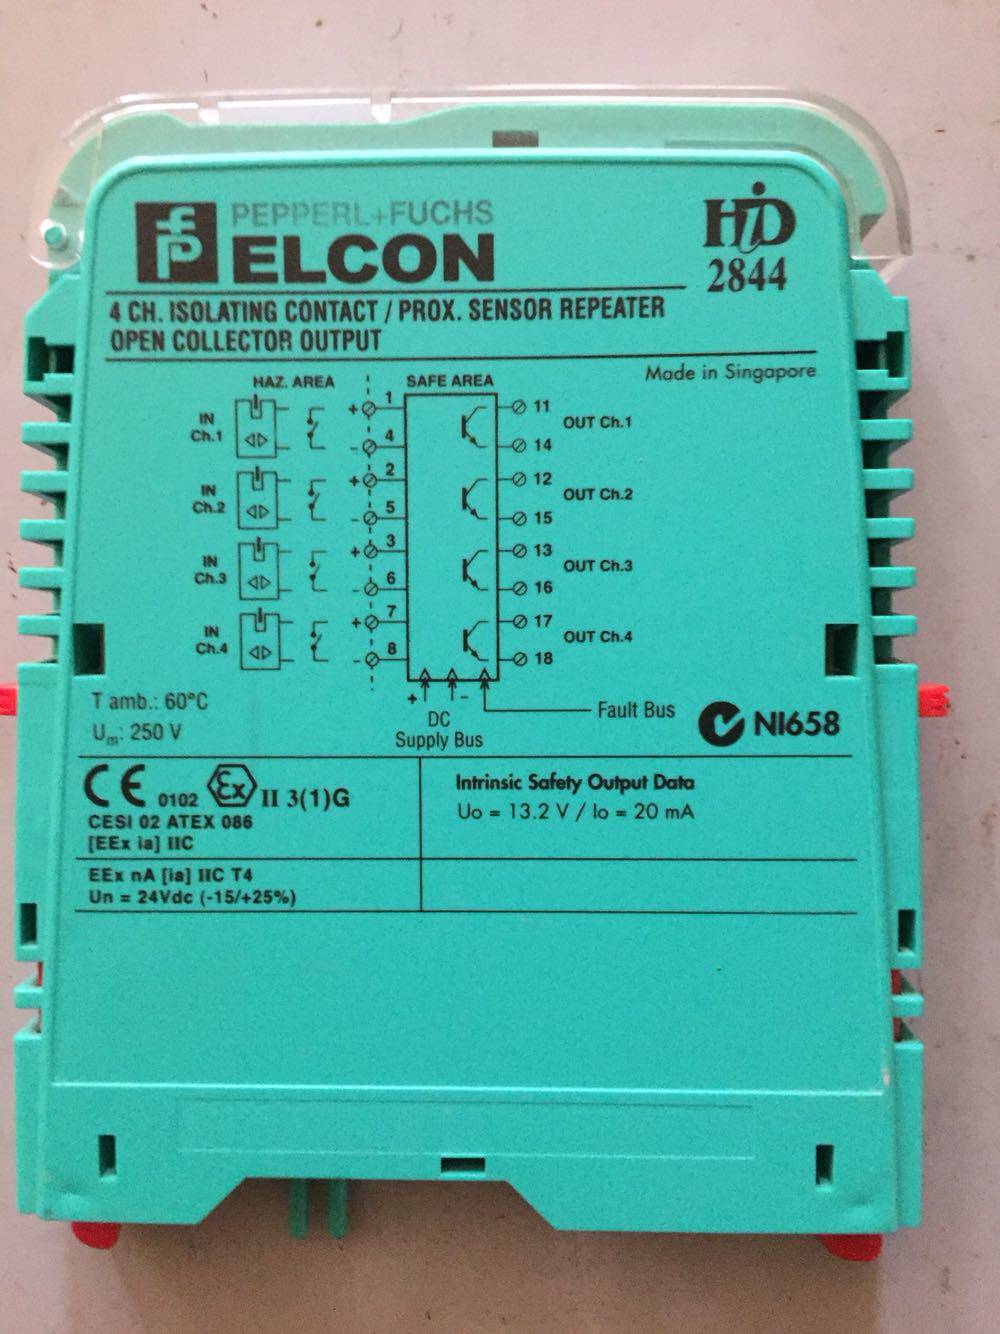 PEPPERL+FUCHS
ELCON
HiD
2844
4 CH. ISOLATING CONTACT / PROX. SENSOR REPEATER
OPEN COLLECTOR OUTPUT
Made in Singapore
HAZ. AREA SAFE AREA
IN
Ch.1
+ 1
- 4
11
14
OUT Ch.1
IN
Ch.2
+ 2
- 5
12
15
OUT Ch.2
IN
Ch.3
+ 3
- 6
13
16
OUT Ch.3
IN
Ch.4
+ 7
- 8
17
18
OUT Ch.4
+ -
DC
Supply Bus
Fault Bus
T amb.: 60°C
Um: 250 V
N1658
CE 0102 Ex II 3(1)G
CESI 02 ATEX 086
[EEx ia] IIC
Intrinsic Safety Output Data
Uo = 13.2 V / Io = 20 mA
EEx nA [ia] IIC T4
Un = 24Vdc (-15/+25%)